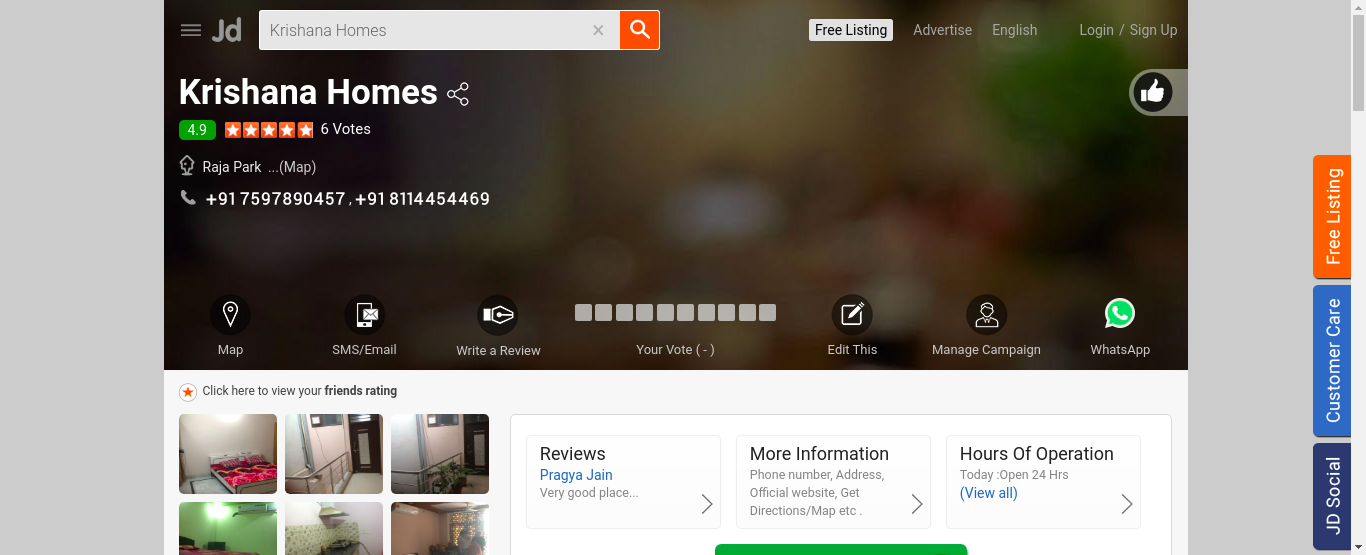 Jd
Krishana Homes
Free Listing
Advertise
English
Login / Sign Up
Krishana Homes
4.9 6 Votes
Raja Park ...(Map)
+91 7597890457 , +91 8114454469
Map
SMS/Email
Write a Review
Your Vote ( - )
Edit This
Manage Campaign
WhatsApp
Click here to view your friends rating
Reviews
Pragya Jain
Very good place...
More Information
Phone number, Address,
Official website, Get
Directions/Map etc .
Hours Of Operation
Today :Open 24 Hrs
(View all)
Free Listing
Customer Care
JD Social